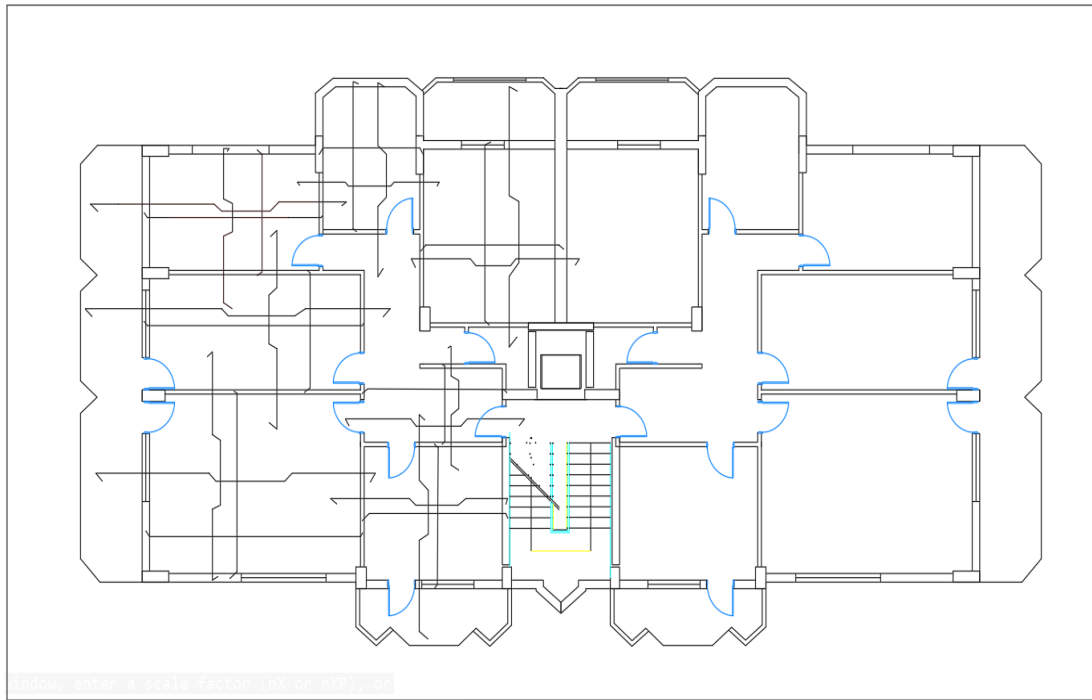 indow, enter a scale factor (nX or nXP), or